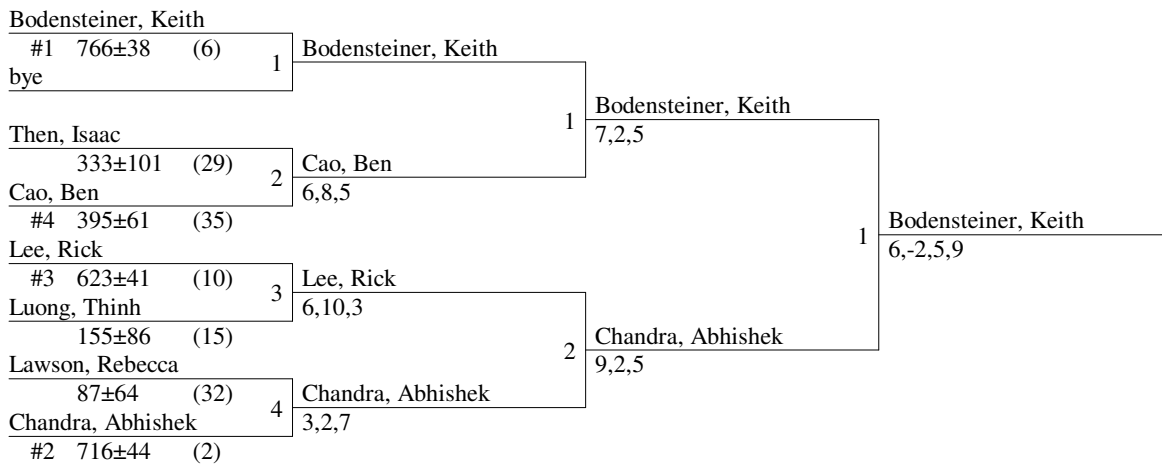 Bodensteiner, Keith
#1 766±38 (6)
bye
1
Then, Isaac
333±101 (29)
Cao, Ben
#4 395±61 (35)
2
Lee, Rick
#3 623±41 (10)
Luong, Thinh
155±86 (15)
3
Lawson, Rebecca
87±64 (32)
Chandra, Abhishek
#2 716±44 (2)
4
Bodensteiner, Keith
Cao, Ben
6,8,5
1
Lee, Rick
6,10,3
Chandra, Abhishek
3,2,7
2
Bodensteiner, Keith
7,2,5
Chandra, Abhishek
9,2,5
1
Bodensteiner, Keith
6,-2,5,9